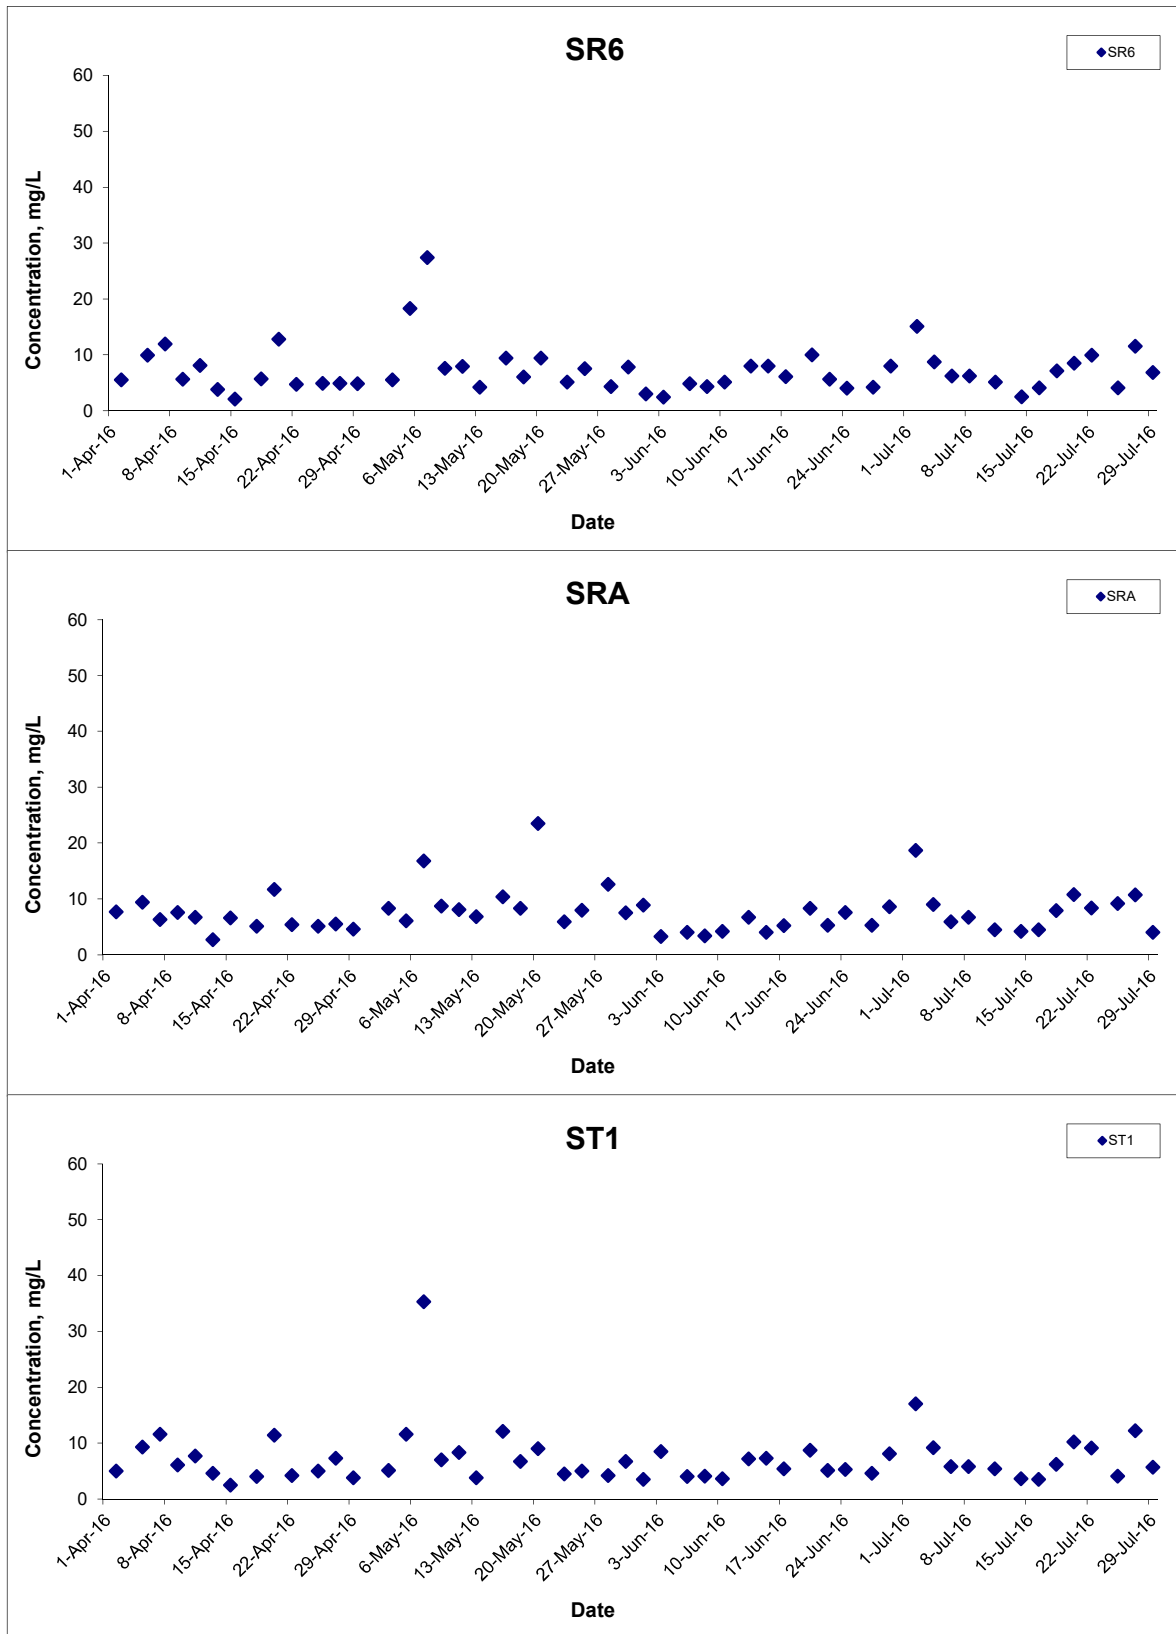 SR6
SR6
60
50
40
30
20
10
0
Concentration, mg/L
1-Apr-16
8-Apr-16
15-Apr-16
22-Apr-16
29-Apr-16
6-May-16
13-May-16
20-May-16
27-May-16
3-Jun-16
10-Jun-16
17-Jun-16
24-Jun-16
1-Jul-16
8-Jul-16
15-Jul-16
22-Jul-16
29-Jul-16
Date
SRA
SRA
60
50
40
30
20
10
0
Concentration, mg/L
1-Apr-16
8-Apr-16
15-Apr-16
22-Apr-16
29-Apr-16
6-May-16
13-May-16
20-May-16
27-May-16
3-Jun-16
10-Jun-16
17-Jun-16
24-Jun-16
1-Jul-16
8-Jul-16
15-Jul-16
22-Jul-16
29-Jul-16
Date
ST1
ST1
60
50
40
30
20
10
0
Concentration, mg/L
1-Apr-16
8-Apr-16
15-Apr-16
22-Apr-16
29-Apr-16
6-May-16
13-May-16
20-May-16
27-May-16
3-Jun-16
10-Jun-16
17-Jun-16
24-Jun-16
1-Jul-16
8-Jul-16
15-Jul-16
22-Jul-16
29-Jul-16
Date